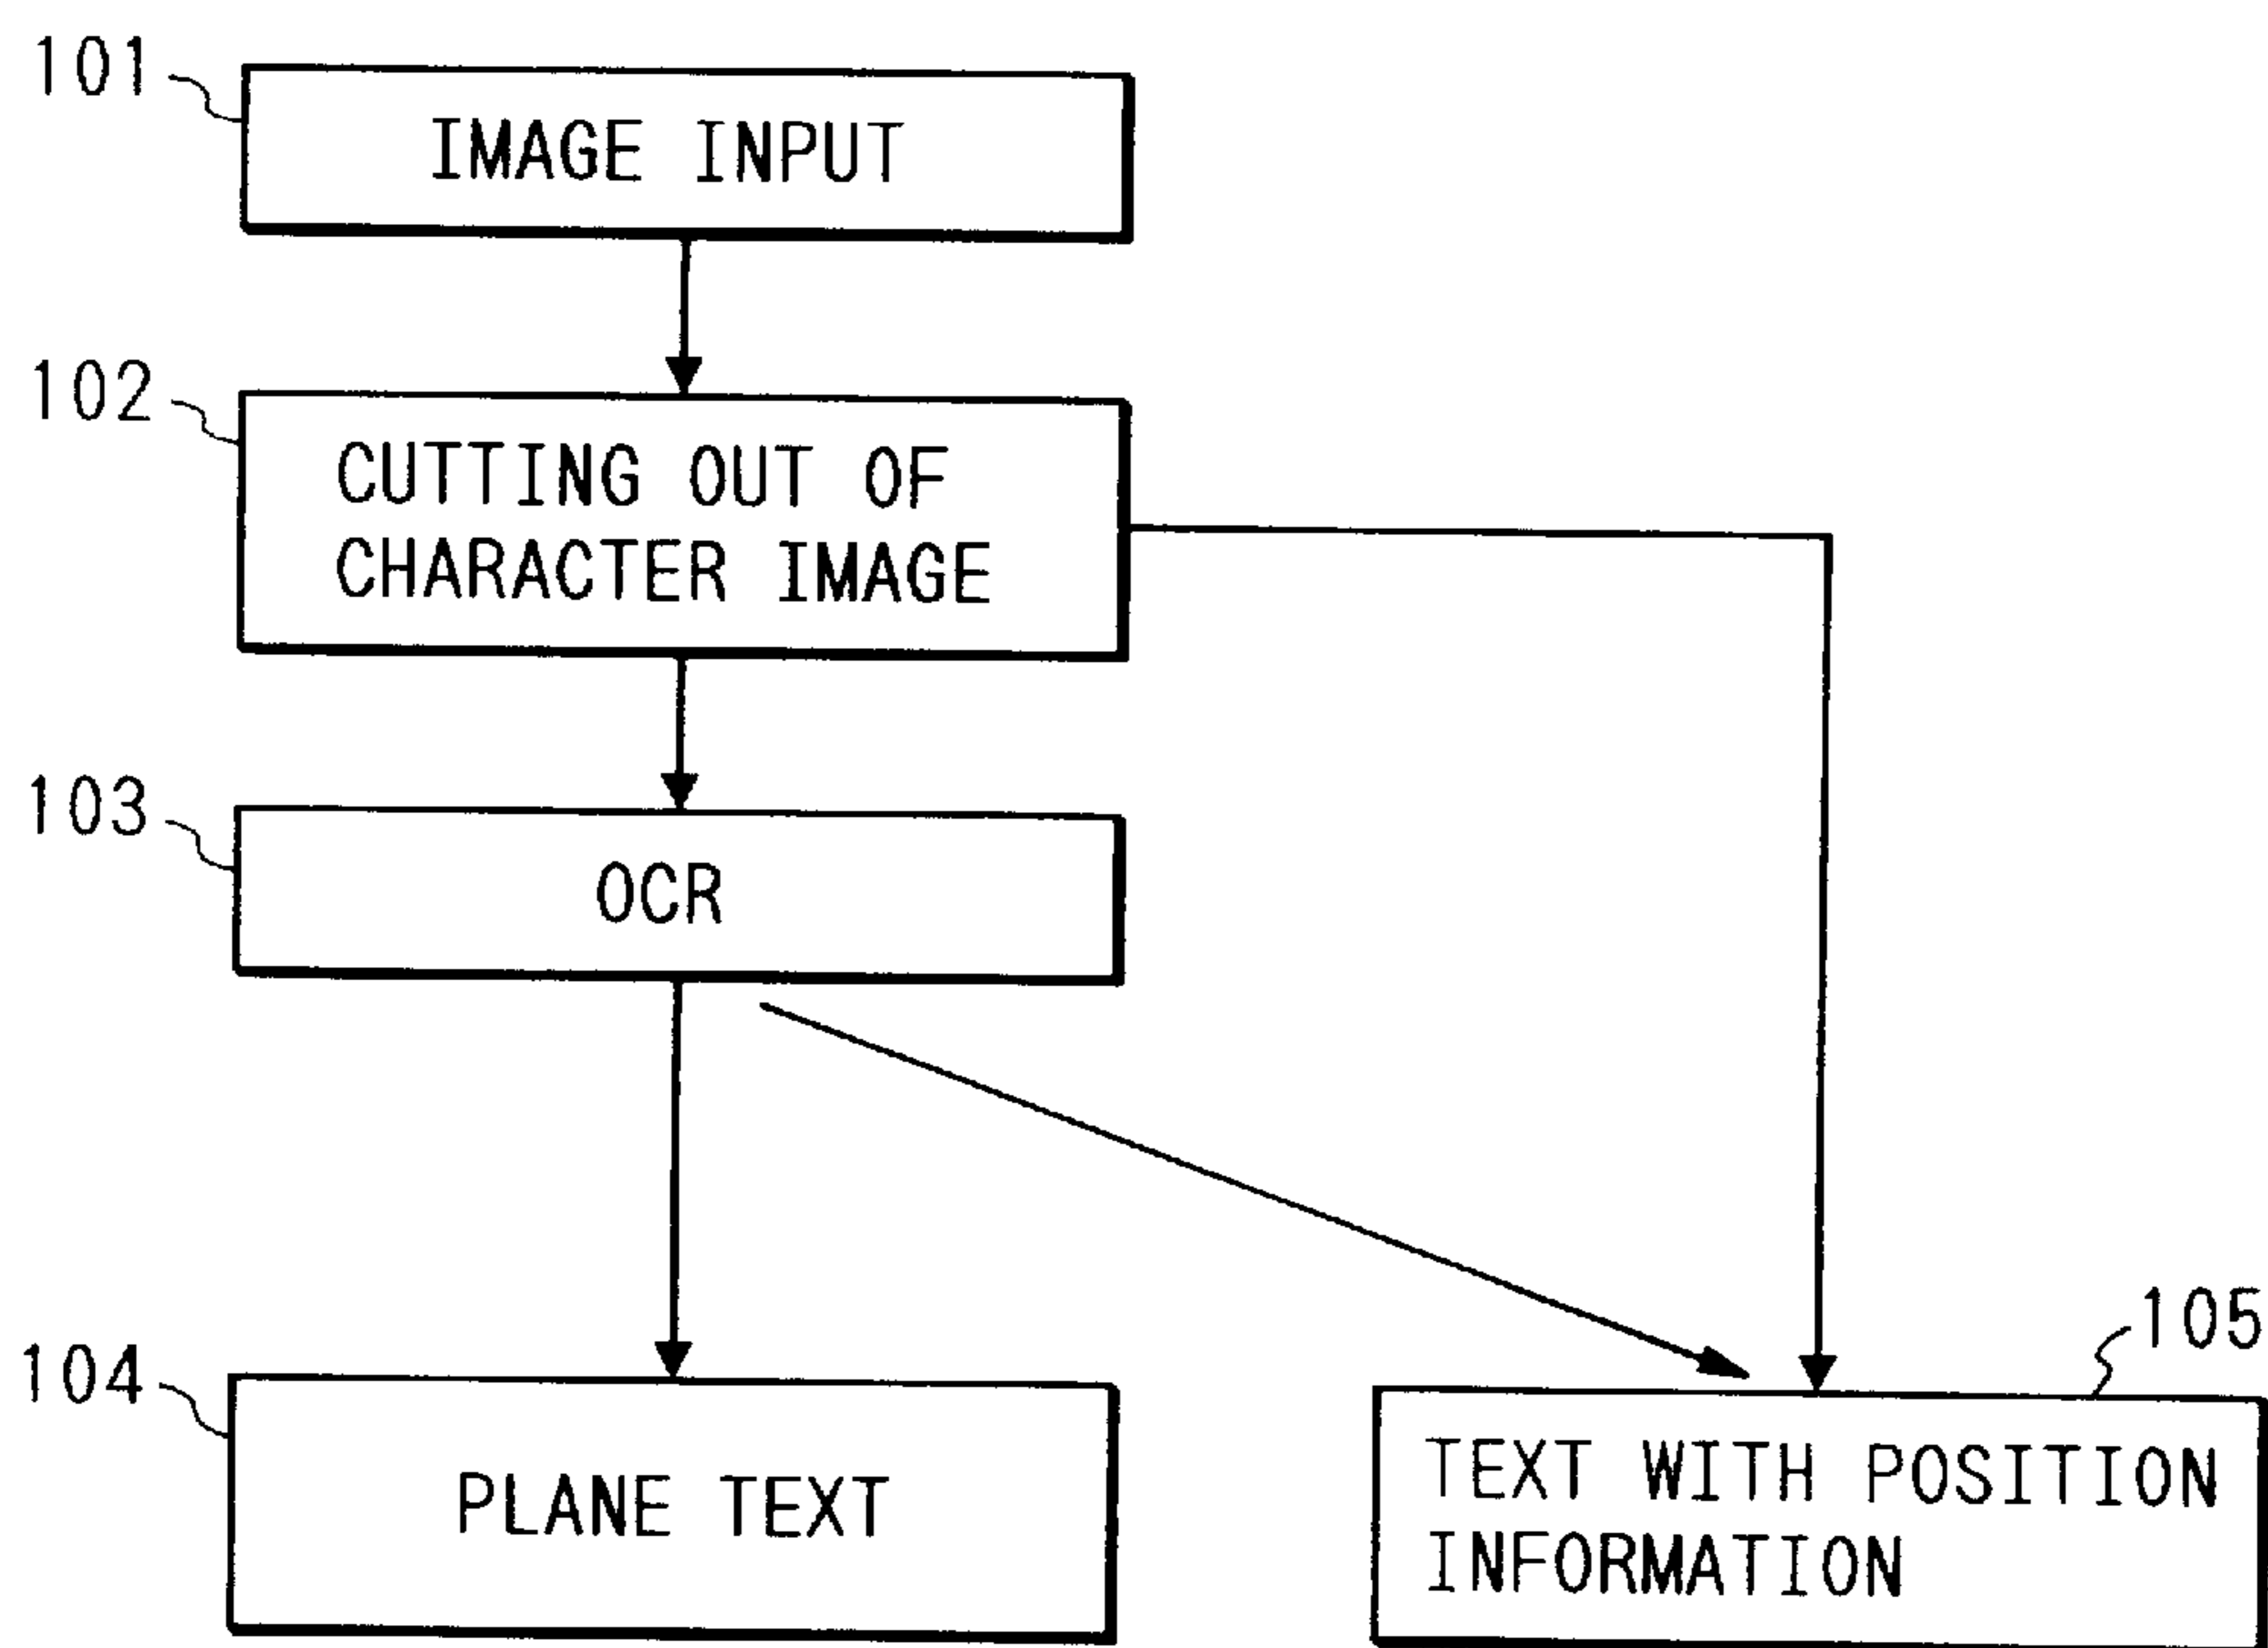 101
IMAGE INPUT
102
CUTTING OUT OF
CHARACTER IMAGE
103
OCR
104
PLANE TEXT
105
TEXT WITH POSITION
INFORMATION